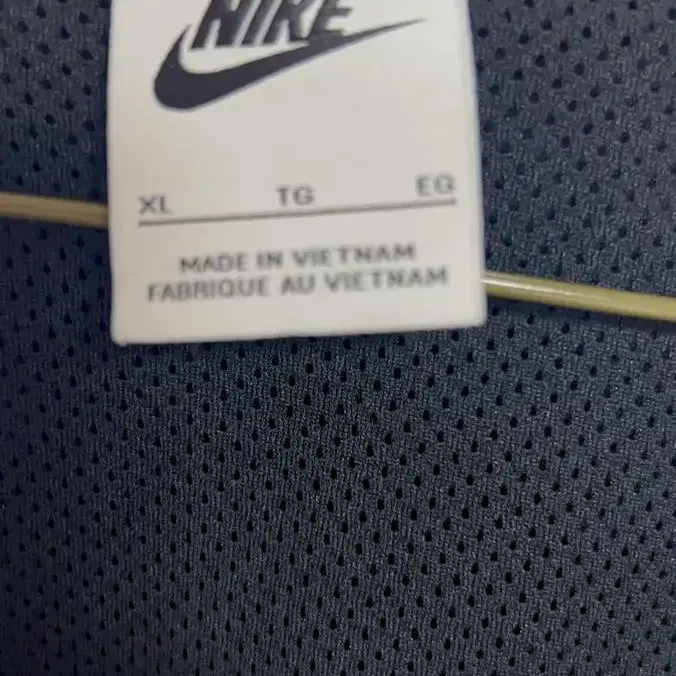 NIKE
XL TG EG
MADE IN VIETNAM
FABRIQUE AU VIETNAM